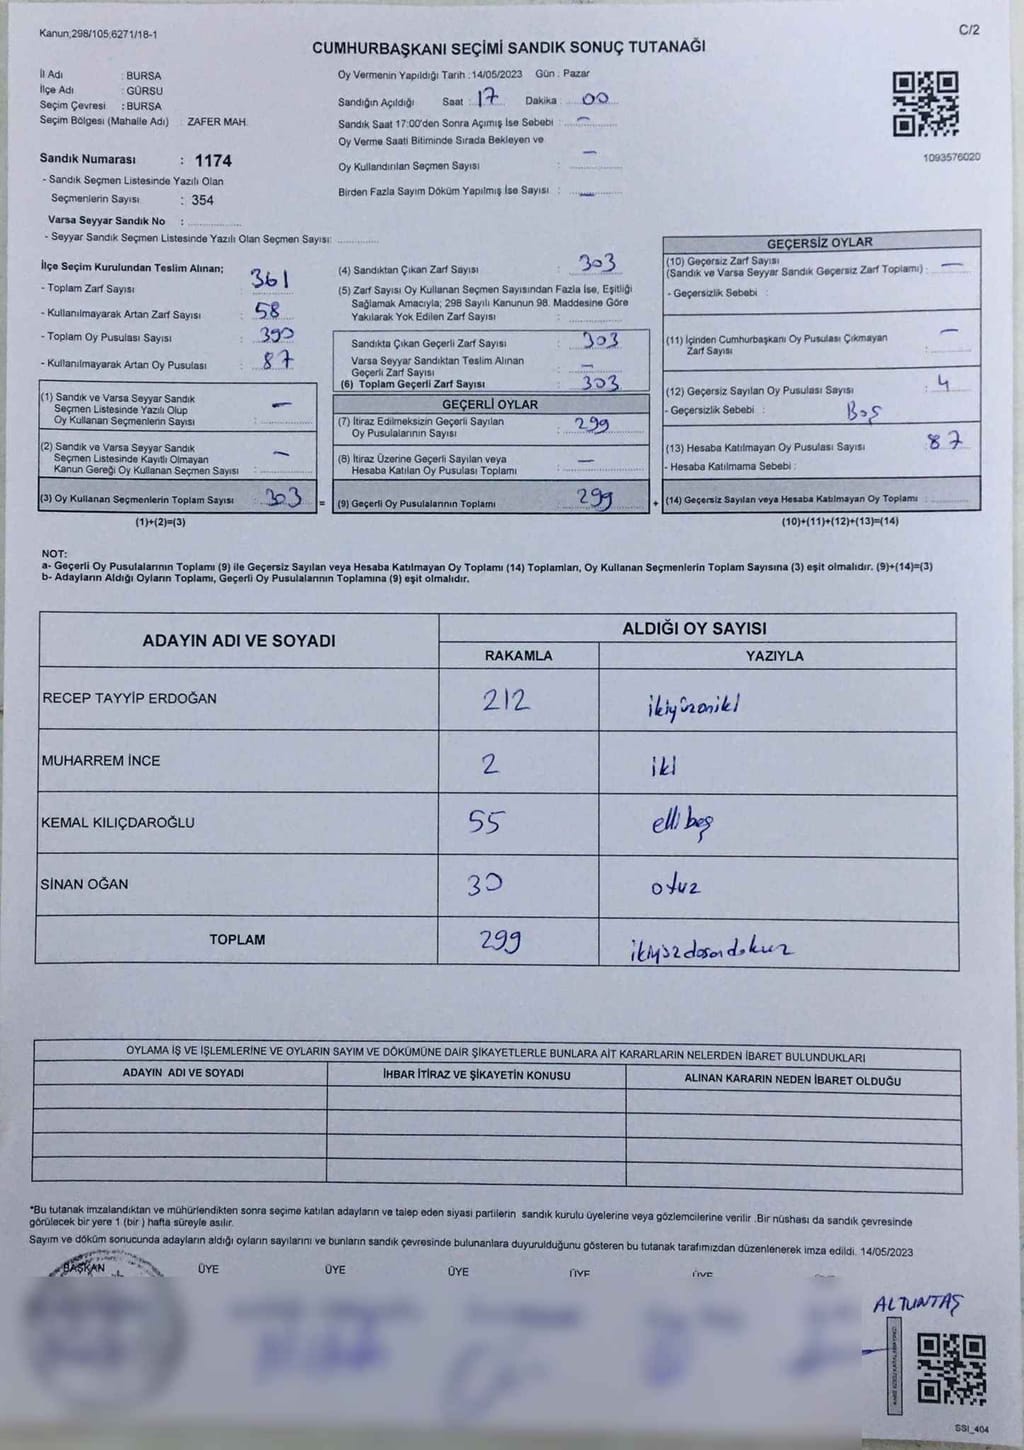 Kanun;298/105;6271/18-1
C/2
CUMHURBAŞKANI SEÇİMİ SANDIK SONUÇ TUTANAĞI
İl Adı : BURSA
İlçe Adı : GÜRSU
Seçim Çevresi : BURSA
Seçim Bölgesi (Mahalle Adı) : ZAFER MAH.
Sandık Numarası : 1174
- Sandık Seçmen Listesinde Yazılı Olan
Seçmenlerin Sayısı : 354
Varsa Seyyar Sandık No :
- Seyyar Sandık Seçmen Listesinde Yazılı Olan Seçmen Sayısı:
Oy Vermenin Yapıldığı Tarih :14/05/2023 Gün : Pazar
Sandığın Açıldığı Saat : 17 Dakika : 00
Sandık Saat 17:00'den Sonra Açımış İse Sebebi : —
Oy Verme Saati Bitiminde Sırada Bekleyen ve
Oy Kullandırılan Seçmen Sayısı : —
Birden Fazla Sayım Döküm Yapılmış İse Sayısı : —
1093576020
İlçe Seçim Kurulundan Teslim Alınan;
- Toplam Zarf Sayısı : 361
- Kullanılmayarak Artan Zarf Sayısı : 58
- Toplam Oy Pusulası Sayısı : 390
- Kullanılmayarak Artan Oy Pusulası : 87
(1) Sandık ve Varsa Seyyar Sandık
Seçmen Listesinde Yazılı Olup
Oy Kullanan Seçmenlerin Sayısı : —
(2) Sandık ve Varsa Seyyar Sandık
Seçmen Listesinde Kayıtlı Olmayan
Kanun Gereği Oy Kullanan Seçmen Sayısı : —
(3) Oy Kullanan Seçmenlerin Toplam Sayısı : 303 =
(1)+(2)=(3)
(4) Sandıktan Çıkan Zarf Sayısı : 303
(5) Zarf Sayısı Oy Kullanan Seçmen Sayısından Fazla İse, Eşitliği
Sağlamak Amacıyla; 298 Sayılı Kanunun 98. Maddesine Göre
Yakılarak Yok Edilen Zarf Sayısı :
Sandıkta Çıkan Geçerli Zarf Sayısı : 303
Varsa Seyyar Sandıktan Teslim Alınan
Geçerli Zarf Sayısı : —
(6) Toplam Geçerli Zarf Sayısı : 303
GEÇERLİ OYLAR
(7) İtiraz Edilmeksizin Geçerli Sayılan
Oy Pusulalarının Sayısı : 299
(8) İtiraz Üzerine Geçerli Sayılan veya
Hesaba Katılan Oy Pusulası Toplamı : —
(9) Geçerli Oy Pusulalarının Toplamı : 299 +
GEÇERSİZ OYLAR
(10) Geçersiz Zarf Sayısı
(Sandık ve Varsa Seyyar Sandık Geçersiz Zarf Toplamı) : —
- Geçersizlik Sebebi :
(11) İçinden Cumhurbaşkanı Oy Pusulası Çıkmayan
Zarf Sayısı : —
(12) Geçersiz Sayılan Oy Pusulası Sayısı : 4
- Geçersizlik Sebebi : Boş
(13) Hesaba Katılmayan Oy Pusulası Sayısı : 87
- Hesaba Katılmama Sebebi :
(14) Geçersiz Sayılan veya Hesaba Katılmayan Oy Toplamı :
(10)+(11)+(12)+(13)=(14)
NOT:
a- Geçerli Oy Pusulalarının Toplamı (9) ile Geçersiz Sayılan veya Hesaba Katılmayan Oy Toplamı (14) Toplamları, Oy Kullanan Seçmenlerin Toplam Sayısına (3) eşit olmalıdır. (9)+(14)=(3)
b- Adayların Aldığı Oyların Toplamı, Geçerli Oy Pusulalarının Toplamına (9) eşit olmalıdır.
ADAYIN ADI VE SOYADI
ALDIĞI OY SAYISI
RAKAMLA YAZIYLA
RECEP TAYYİP ERDOĞAN 212 ikiyüzoniki
MUHARREM İNCE 2 iki
KEMAL KILIÇDAROĞLU 55 elli beş
SİNAN OĞAN 30 otuz
TOPLAM 299 ikiyüzdosandokuz
OYLAMA İŞ VE İŞLEMLERİNE VE OYLARIN SAYIM VE DÖKÜMÜNE DAİR ŞİKAYETLERLE BUNLARA AİT KARARLARIN NELERDEN İBARET BULUNDUKLARI
ADAYIN ADI VE SOYADI İHBAR İTİRAZ VE ŞİKAYETİN KONUSU ALINAN KARARIN NEDEN İBARET OLDUĞU
*Bu tutanak imzalandıktan ve mühürlendikten sonra seçime katılan adayların ve talep eden siyasi partilerin sandık kurulu üyelerine veya gözlemcilerine verilir .Bir nüshası da sandık çevresinde
görülecek bir yere 1 (bir ) hafta süreyle asılır.
Sayım ve döküm sonucunda adayların aldığı oyların sayılarını ve bunların sandık çevresinde bulunanlara duyurulduğunu gösteren bu tutanak tarafımızdan düzenlenerek imza edildi. 14/05/2023
BAŞKAN ÜYE ÜYE ÜYE ÜYE ÜYE
ALTUNTAŞ
SSI_404